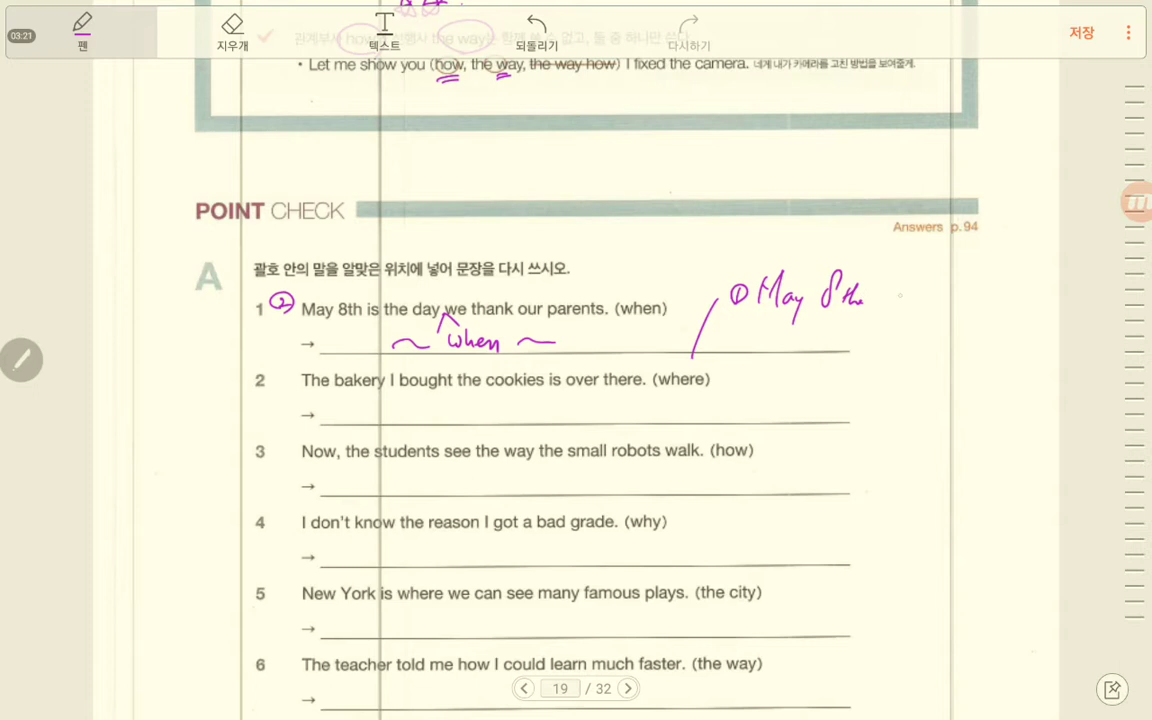 03:21
펜
지우개
텍스트
되돌리기
다시하기
저장
• Let me show you (how, the way, the way how) I fixed the camera. 네게 내가 카메라를 고친 방법을 보여줄게.
POINT CHECK
Answers p.94
A
괄호 안의 말을 알맞은 위치에 넣어 문장을 다시 쓰시오.
1 ② May 8th is the day we thank our parents. (when)
① May 8 the
→ ~ when ~
2 The bakery I bought the cookies is over there. (where)
→
3 Now, the students see the way the small robots walk. (how)
→
4 I don't know the reason I got a bad grade. (why)
→
5 New York is where we can see many famous plays. (the city)
→
6 The teacher told me how I could learn much faster. (the way)
→
19 / 32